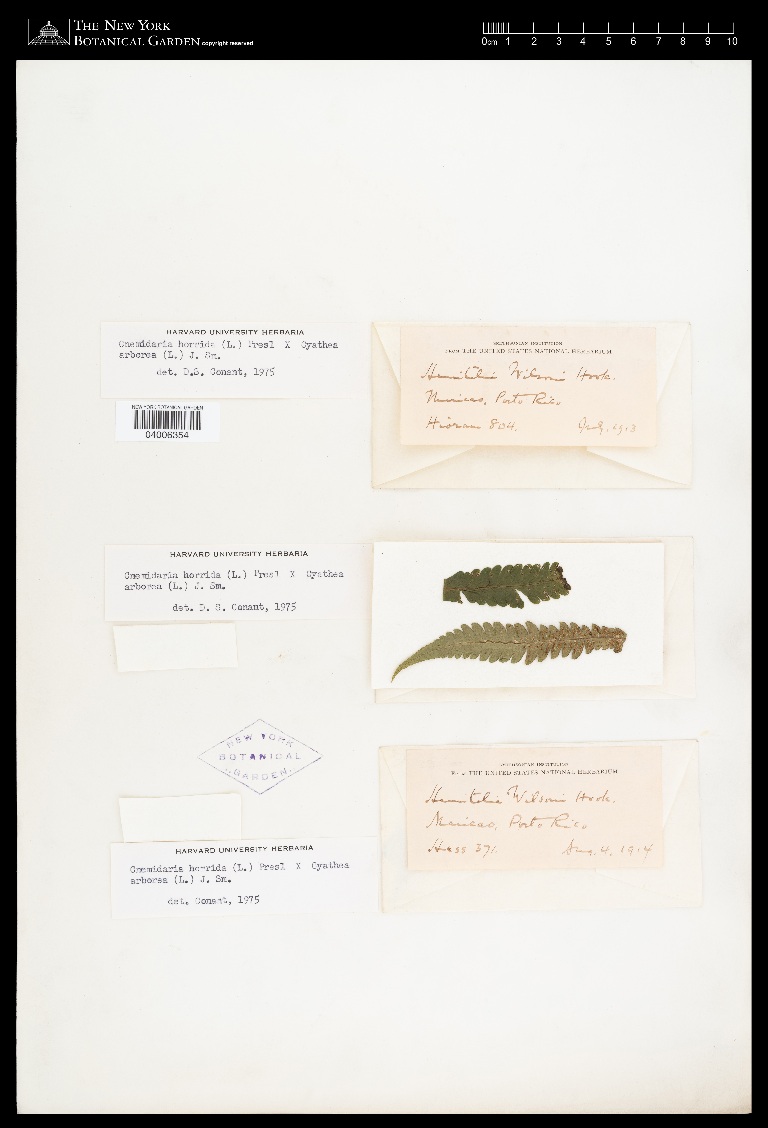 THE NEW YORK
BOTANICAL GARDEN copyright reserved
0cm 1 2 3 4 5 6 7 8 9 10
HARVARD UNIVERSITY HERBARIA
Cnemidaria horrida (L.) Presl X Cyathea
arborea (L.) J. Sm.
det. D.S. Conant, 1975
NEW YORK BOTANICAL GARDEN
04006354
SMITHSONIAN INSTITUTION
FROM THE UNITED STATES NATIONAL HERBARIUM
Hemitelia Wilsoni Hook.
Maricao, Porto Rico
Hioram 804. 1913
HARVARD UNIVERSITY HERBARIA
Cnemidaria horrida (L.) Presl X Cyathea
arborea (L.) J. Sm.
det. D. S. Conant, 1975
NEW YORK
BOTANICAL
GARDEN.
SMITHSONIAN INSTITUTION
THE UNITED STATES NATIONAL HERBARIUM
Hemitelia Wilsoni Hook.
Maricao, Porto Rico
Hess 371. Aug. 4, 1914
HARVARD UNIVERSITY HERBARIA
Cnemidaria horrida (L.) Presl X Cyathea
arborea (L.) J. Sm.
det. Conant, 1975